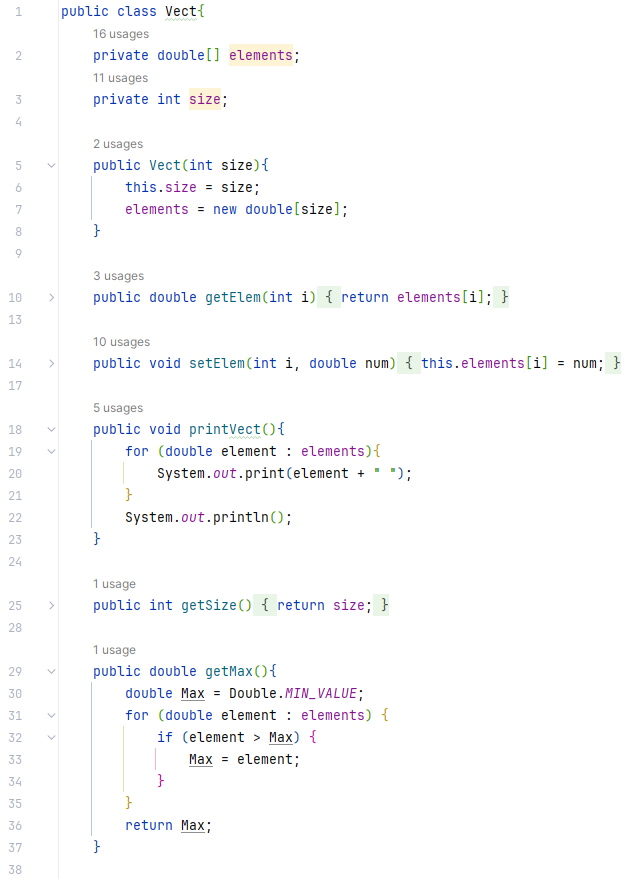 1 public class Vect{
16 usages
2 private double[] elements;
11 usages
3 private int size;
4
2 usages
5 public Vect(int size){
6 this.size = size;
7 elements = new double[size];
8 }
9
3 usages
10 public double getElem(int i) { return elements[i]; }
13
10 usages
14 public void setElem(int i, double num) { this.elements[i] = num; }
17
5 usages
18 public void printVect(){
19 for (double element : elements){
20 System.out.print(element + " ");
21 }
22 System.out.println();
23 }
24
1 usage
25 public int getSize() { return size; }
28
1 usage
29 public double getMax(){
30 double Max = Double.MIN_VALUE;
31 for (double element : elements) {
32 if (element > Max) {
33 Max = element;
34 }
35 }
36 return Max;
37 }
38